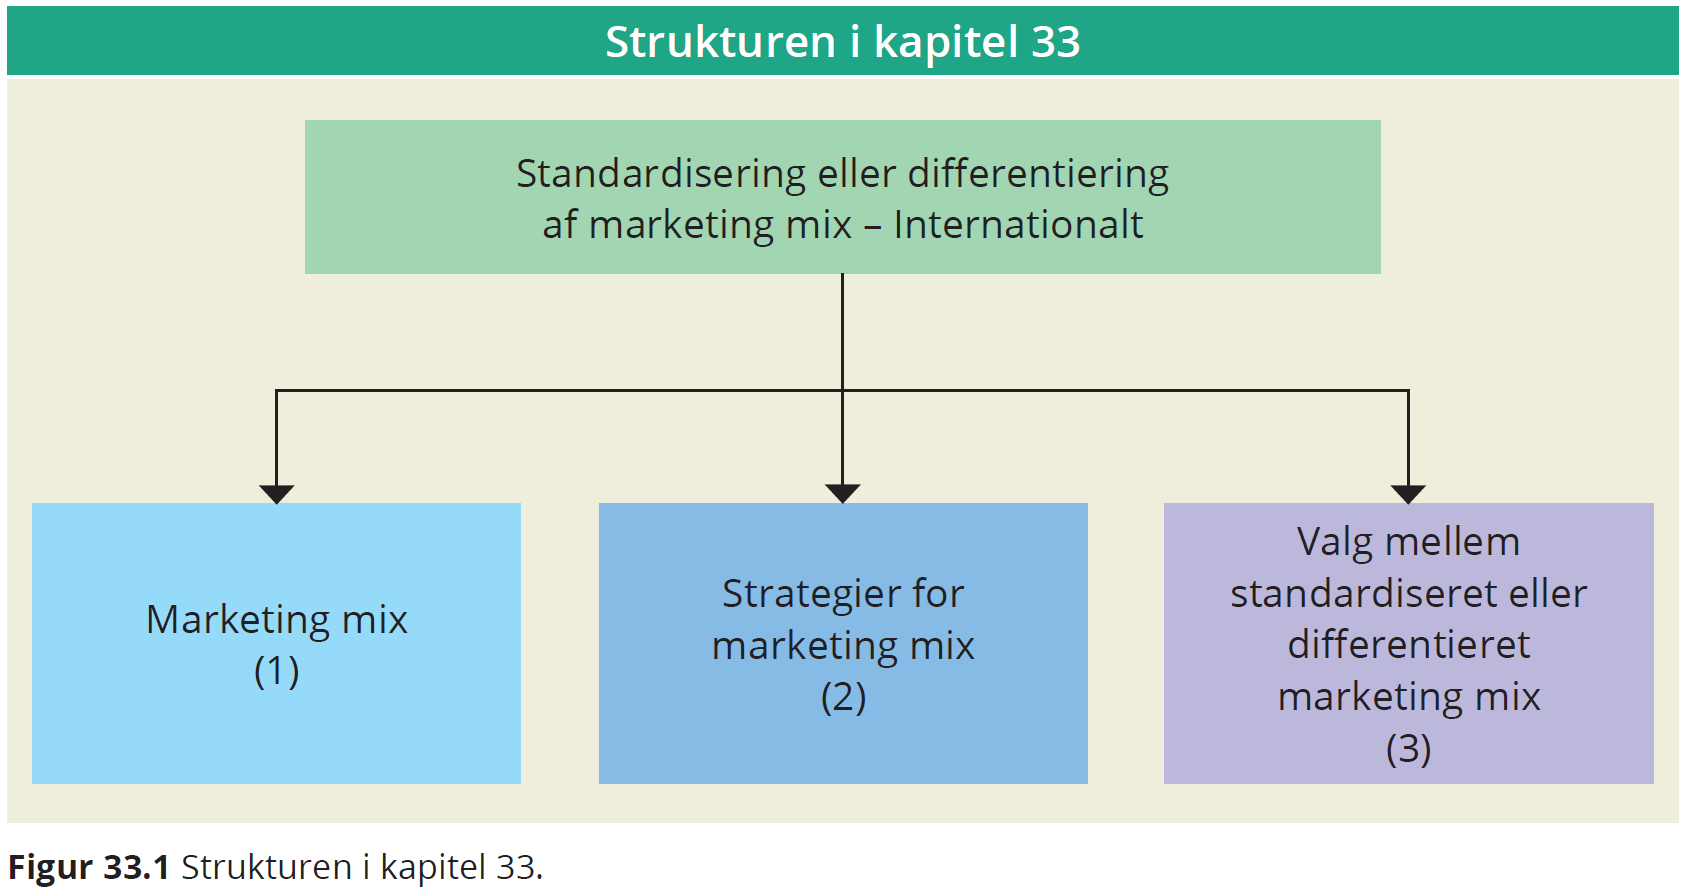 Strukturen i kapitel 33
Standardisering eller differentiering
af marketing mix – Internationalt
Marketing mix
(1)
Strategier for
marketing mix
(2)
Valg mellem
standardiseret eller
differentieret
marketing mix
(3)
Figur 33.1 Strukturen i kapitel 33.